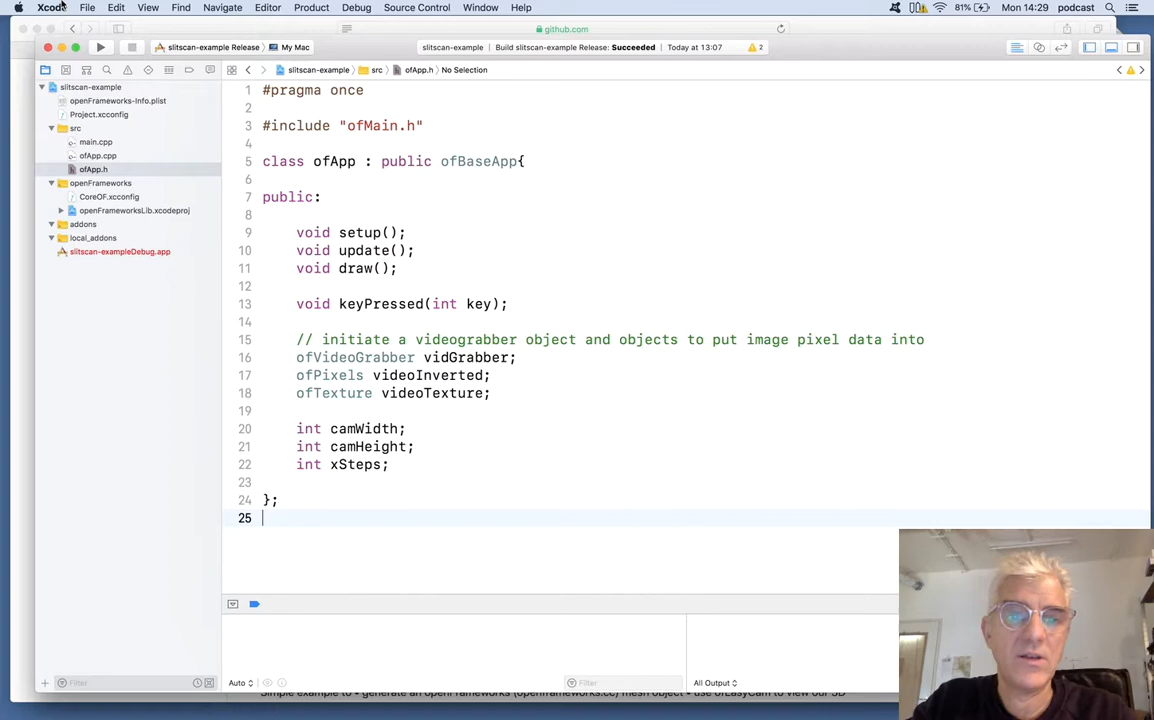 Xcode File Edit View Find Navigate Editor Product Debug Source Control Window Help 81% Mon 14:29 podcast
github.com
slitscan-example Release My Mac slitscan-example Build slitscan-example Release: Succeeded Today at 13:07 2
slitscan-example src ofApp.h No Selection
slitscan-example
openFrameworks-Info.plist
Project.xcconfig
src
main.cpp
ofApp.cpp
ofApp.h
openFrameworks
CoreOF.xcconfig
openFrameworksLib.xcodeproj
addons
local_addons
slitscan-exampleDebug.app
1 #pragma once
2
3 #include "ofMain.h"
4
5 class ofApp : public ofBaseApp{
6
7 public:
8
9 void setup();
10 void update();
11 void draw();
12
13 void keyPressed(int key);
14
15 // initiate a videograbber object and objects to put image pixel data into
16 ofVideoGrabber vidGrabber;
17 ofPixels videoInverted;
18 ofTexture videoTexture;
19
20 int camWidth;
21 int camHeight;
22 int xSteps;
23
24 };
25
Filter Auto Filter All Output
Simple example to • generate an openFrameworks (openframeworks.cc) mesh object • use ofEasyCam to view our 3D